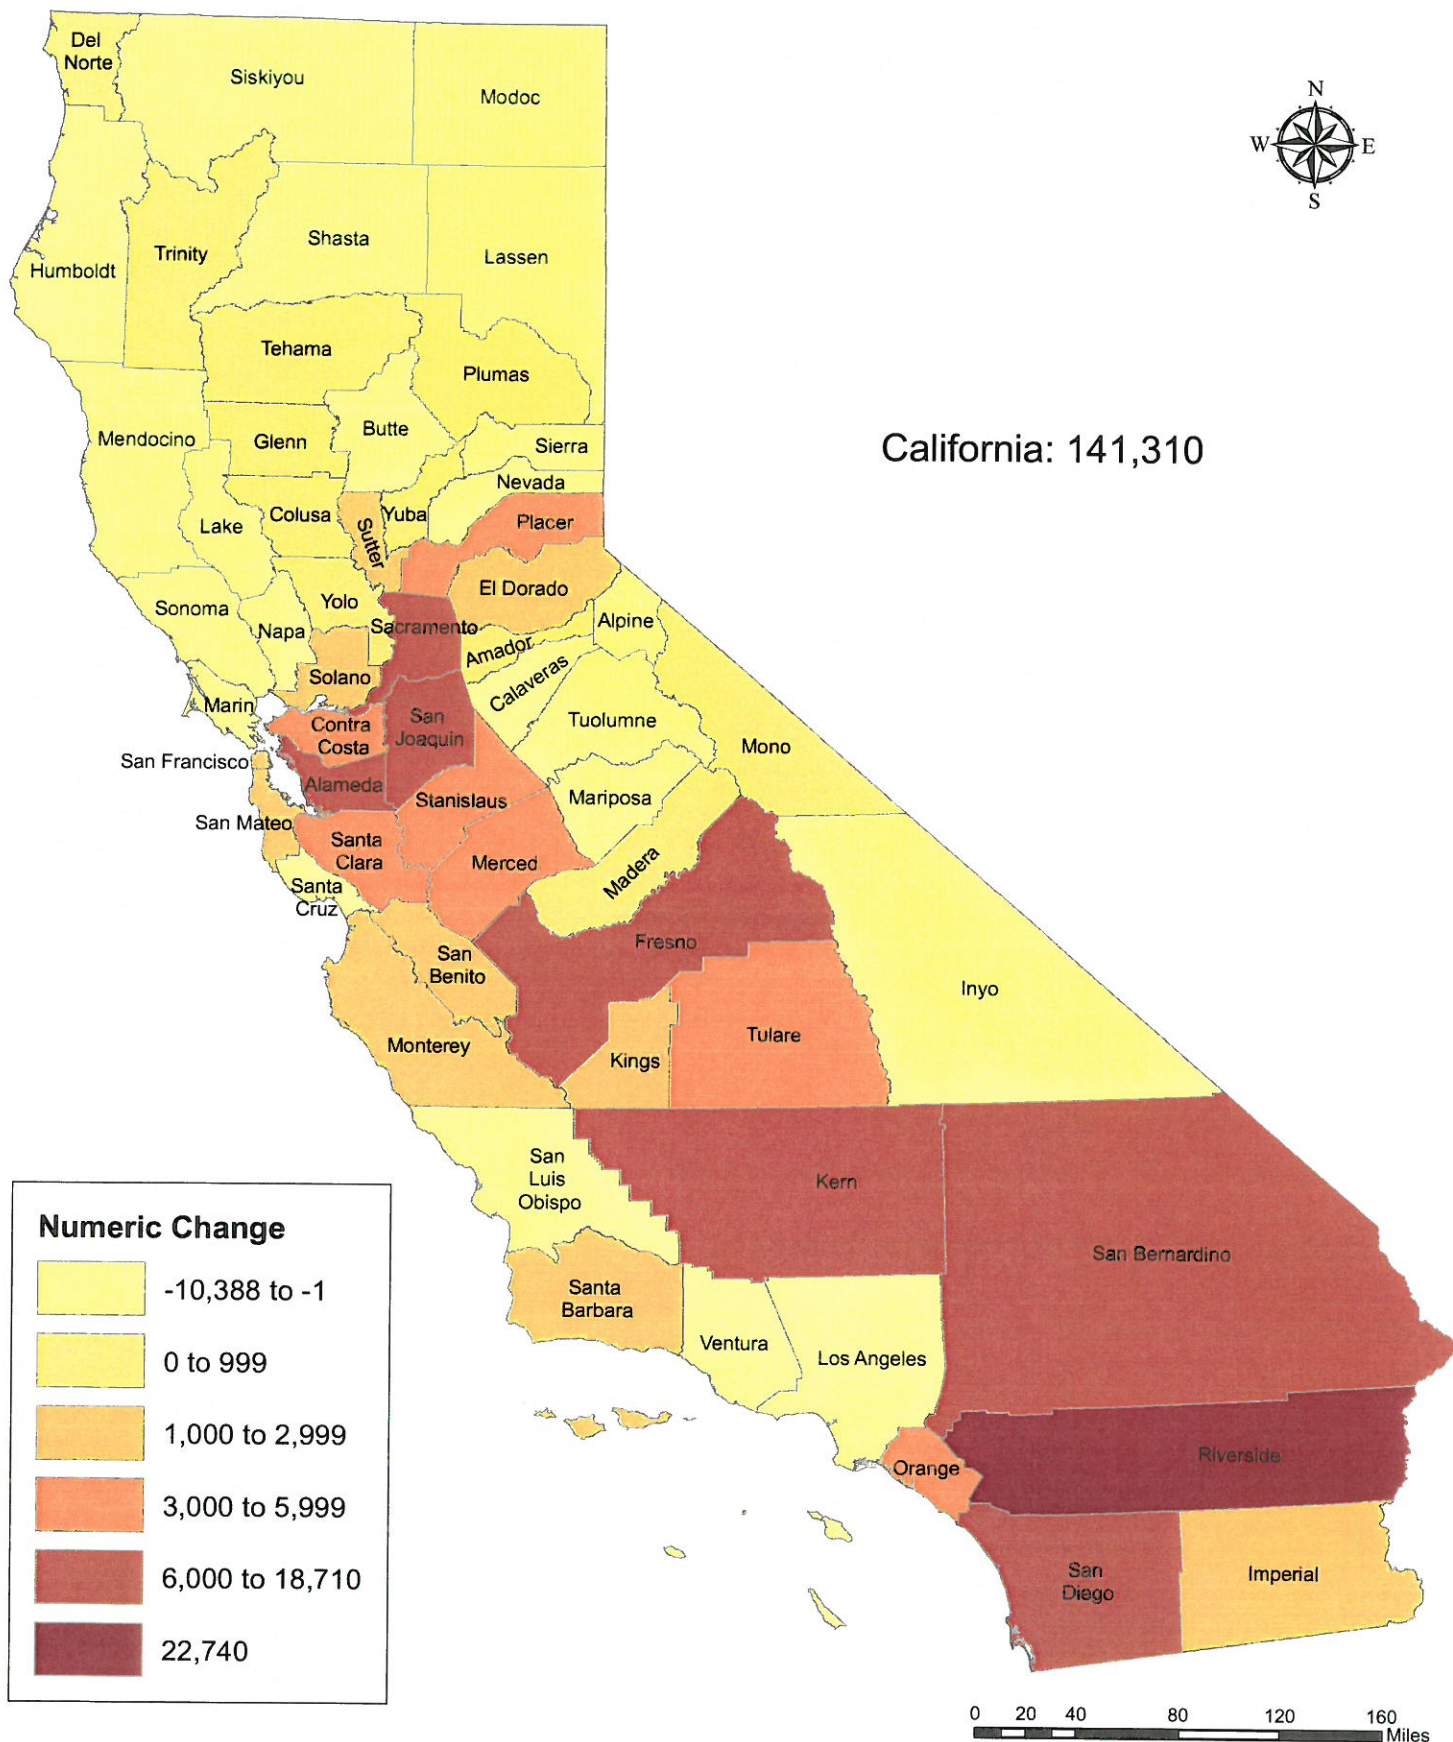 Del
Norte
Siskiyou
Modoc
N
W
E
S
Humboldt
Trinity
Shasta
Lassen
Tehama
Plumas
Mendocino
Glenn
Butte
Sierra
California: 141,310
Nevada
Lake
Colusa
Sutter
Yuba
Placer
El Dorado
Sonoma
Napa
Yolo
Sacramento
Alpine
Amador
Solano
Calaveras
Marin
Contra
Costa
San
Joaquin
Tuolumne
Mono
San Francisco
Alameda
Stanislaus
Mariposa
San Mateo
Santa
Clara
Merced
Madera
Santa
Cruz
Fresno
San
Benito
Inyo
Monterey
Kings
Tulare
San
Luis
Obispo
Kern
San Bernardino
Santa
Barbara
Ventura
Los Angeles
Orange
Riverside
San
Diego
Imperial
Numeric Change
-10,388 to -1
0 to 999
1,000 to 2,999
3,000 to 5,999
6,000 to 18,710
22,740
0 20 40 80 120 160
Miles